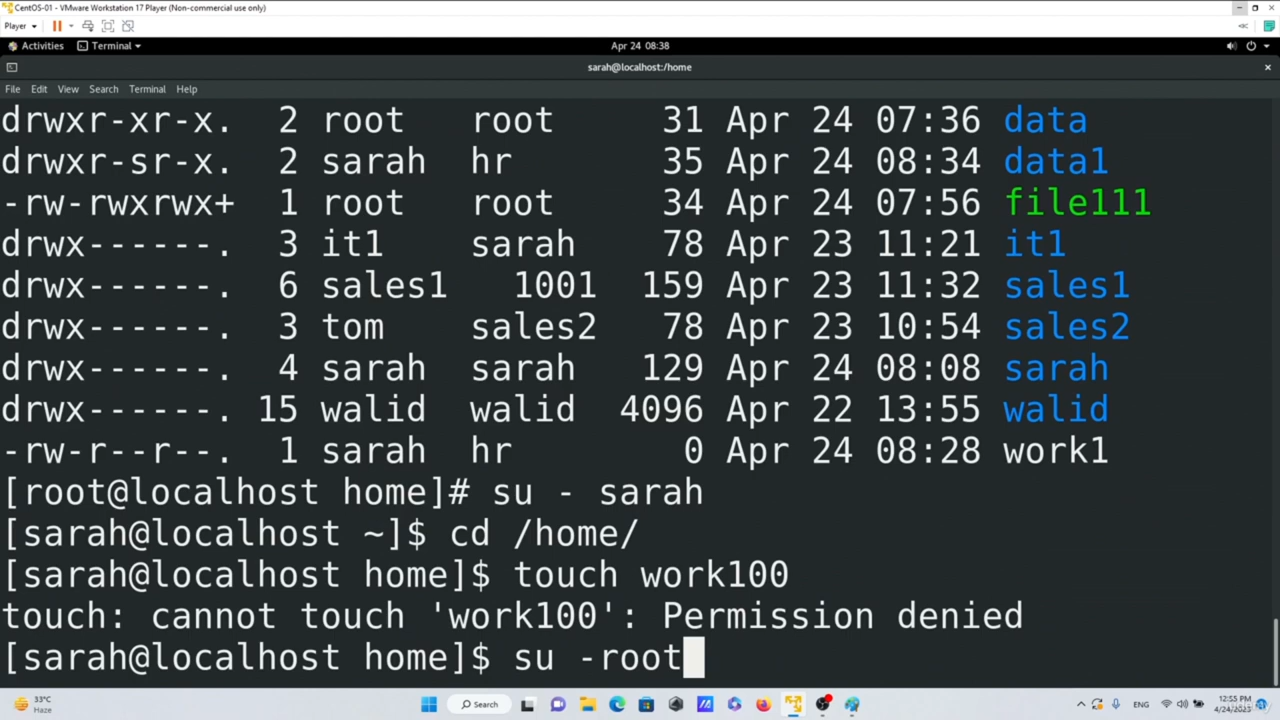 CentOS-01 - VMware Workstation 17 Player (Non-commercial use only)
Player
Activities Terminal Apr 24 08:38
sarah@localhost:/home
File Edit View Search Terminal Help
drwxr-xr-x. 2 root root 31 Apr 24 07:36 data
drwxr-sr-x. 2 sarah hr 35 Apr 24 08:34 data1
-rw-rwxrwx+ 1 root root 34 Apr 24 07:56 file111
drwx------. 3 it1 sarah 78 Apr 23 11:21 it1
drwx------. 6 sales1 1001 159 Apr 23 11:32 sales1
drwx------. 3 tom sales2 78 Apr 23 10:54 sales2
drwx------. 4 sarah sarah 129 Apr 24 08:08 sarah
drwx------. 15 walid walid 4096 Apr 22 13:55 walid
-rw-r--r--. 1 sarah hr 0 Apr 24 08:28 work1
[root@localhost home]# su - sarah
[sarah@localhost ~]$ cd /home/
[sarah@localhost home]$ touch work100
touch: cannot touch 'work100': Permission denied
[sarah@localhost home]$ su -root
33°C
Haze
Search
ENG
12:55 PM
4/24/2023